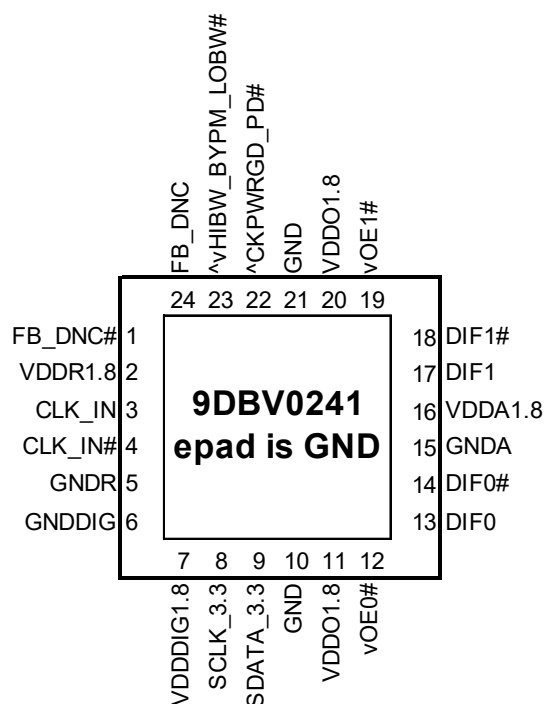 FB_DNC
^vHIBW_BYPM_LOBW#
^CKPWRGD_PD#
GND
VDDO1.8
vOE1#
24 23 22 21 20 19
FB_DNC# 1
VDDR1.8 2
CLK_IN 3
CLK_IN# 4
GNDR 5
GNDDIG 6
9DBV0241
epad is GND
18 DIF1#
17 DIF1
16 VDDA1.8
15 GNDA
14 DIF0#
13 DIF0
7 8 9 10 11 12
VDDDIG1.8
SCLK_3.3
SDATA_3.3
GND
VDDO1.8
vOE0#